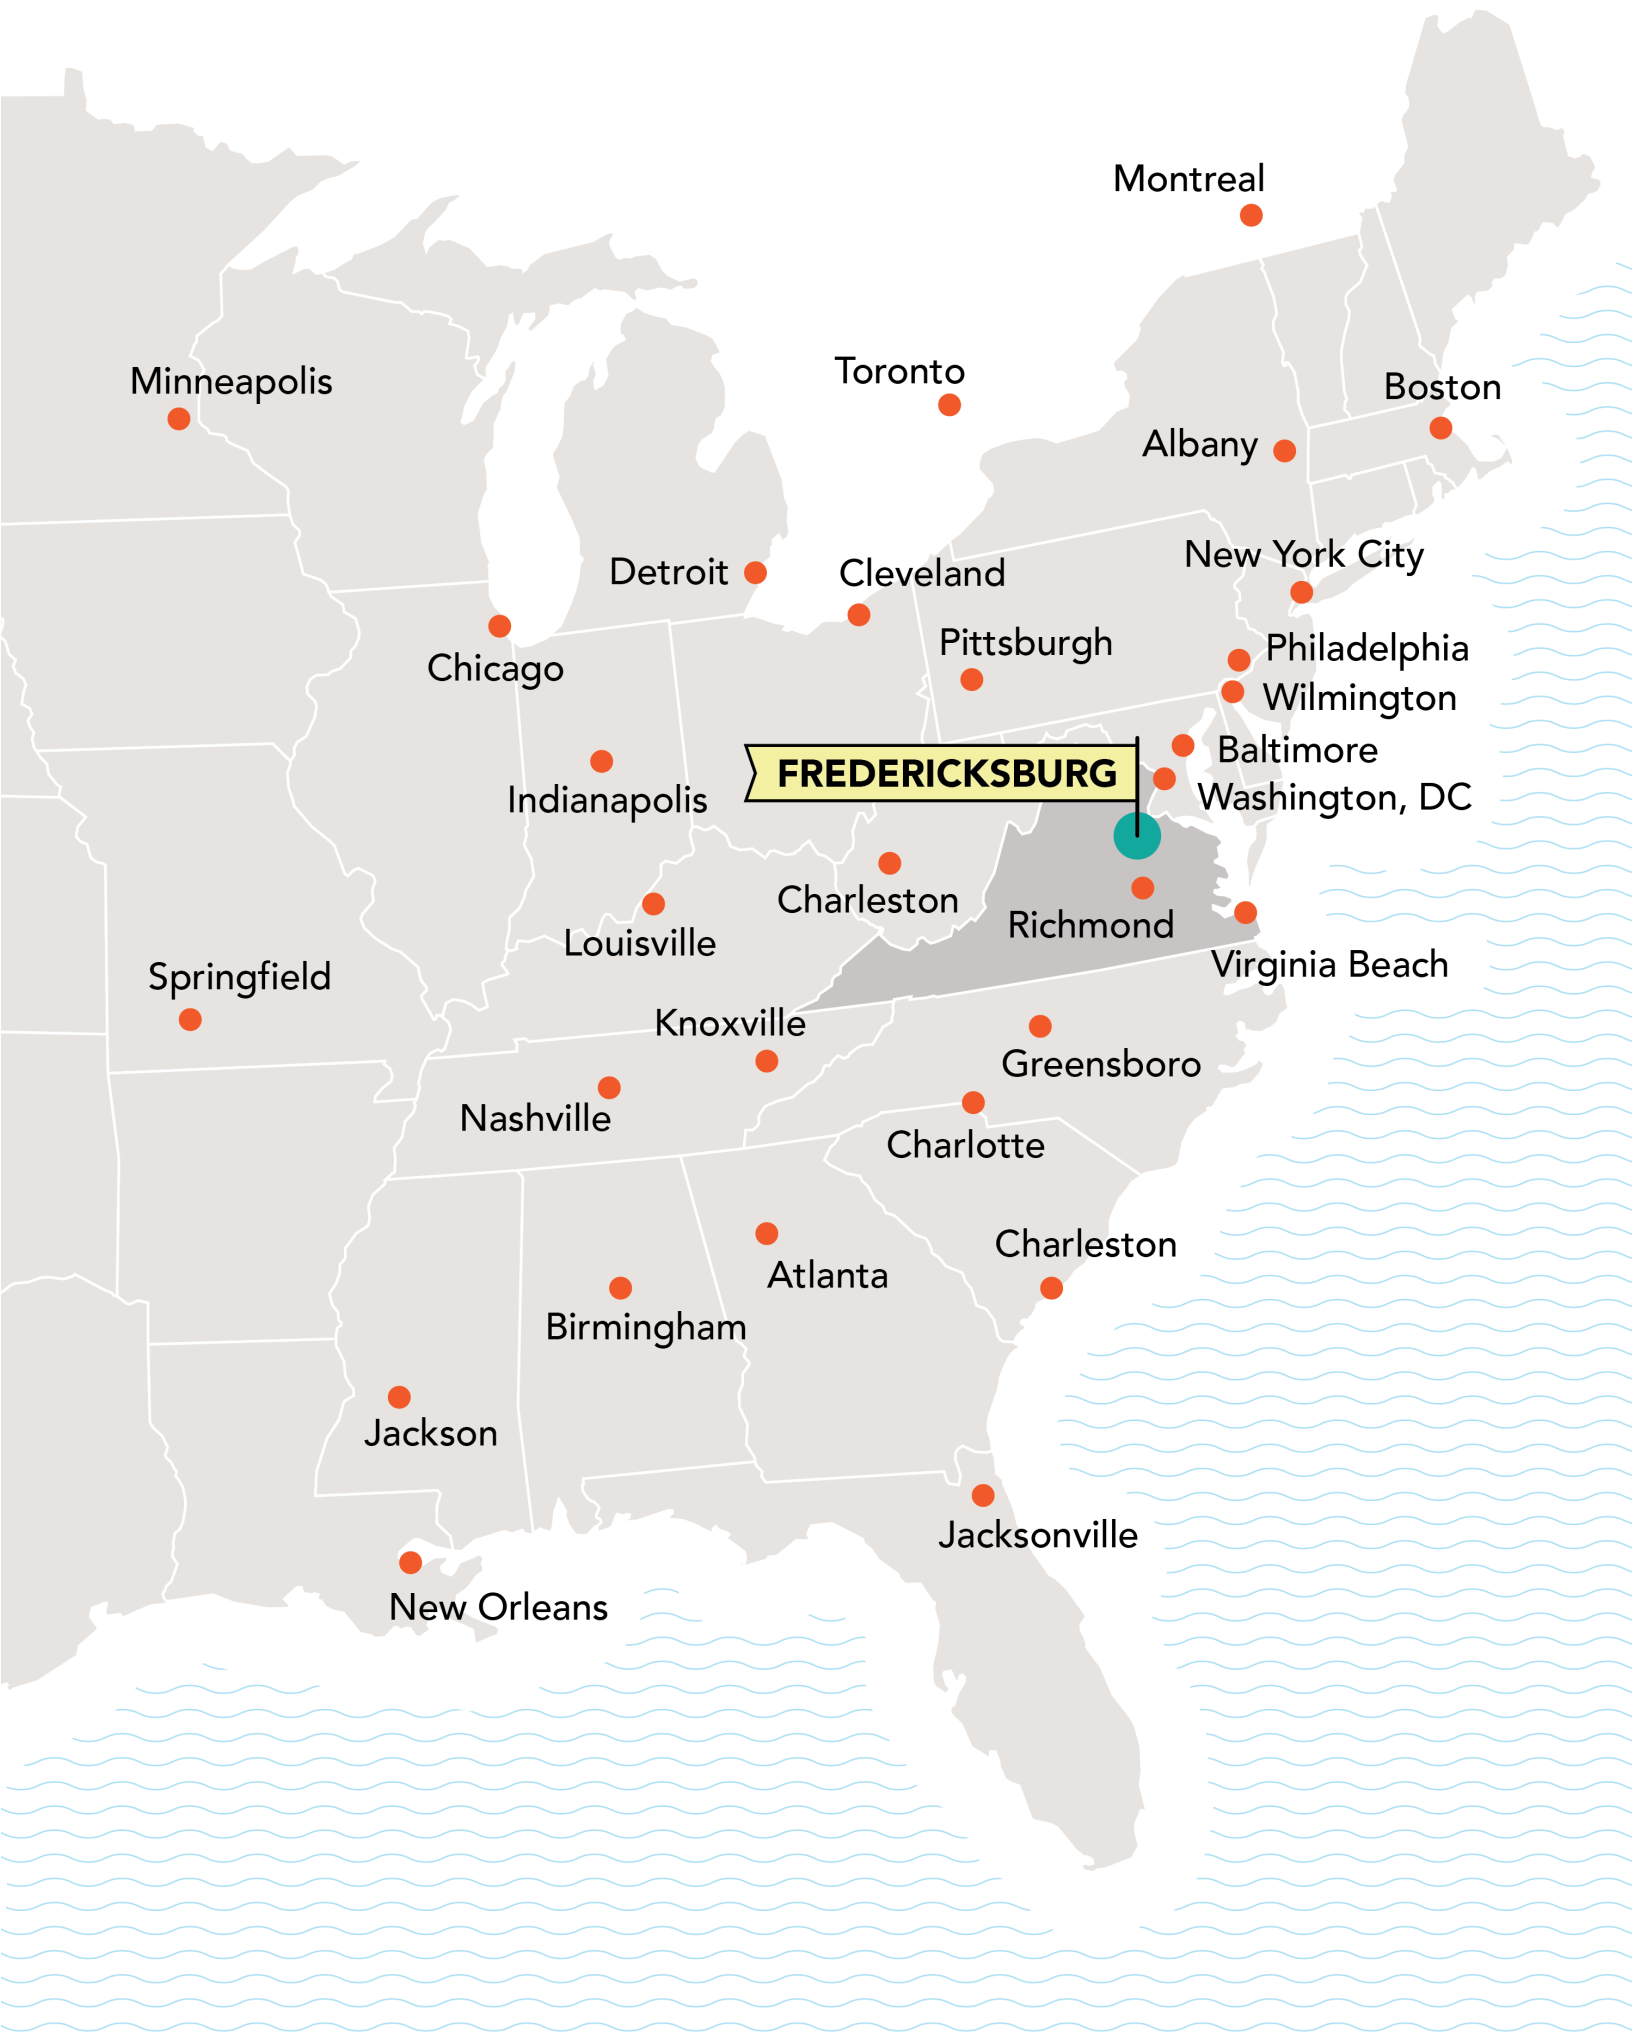 Montreal
Minneapolis
Toronto
Boston
Albany
New York City
Detroit
Cleveland
Pittsburgh
Philadelphia
Chicago
Wilmington
Baltimore
FREDERICKSBURG
Indianapolis
Washington, DC
Charleston
Richmond
Louisville
Virginia Beach
Springfield
Knoxville
Greensboro
Nashville
Charlotte
Charleston
Atlanta
Birmingham
Jackson
Jacksonville
New Orleans